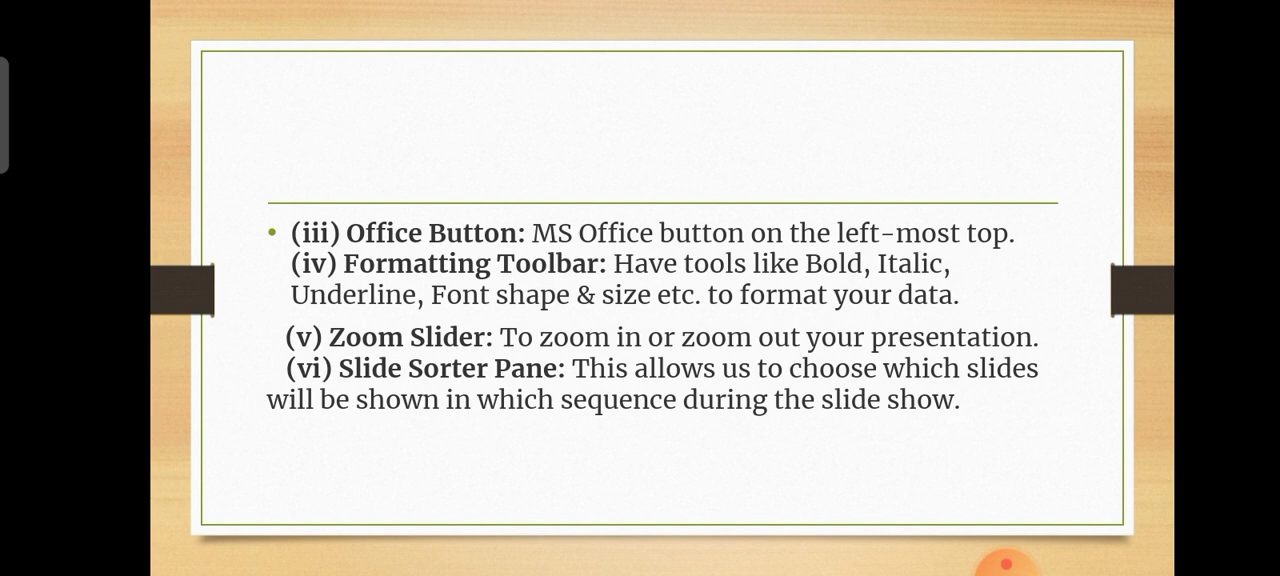 • (iii) Office Button: MS Office button on the left-most top.
(iv) Formatting Toolbar: Have tools like Bold, Italic,
Underline, Font shape & size etc. to format your data.
(v) Zoom Slider: To zoom in or zoom out your presentation.
(vi) Slide Sorter Pane: This allows us to choose which slides
will be shown in which sequence during the slide show.